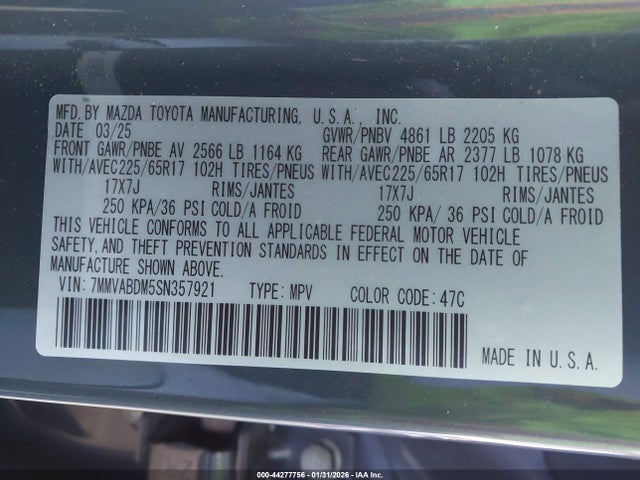 MFD. BY MAZDA TOYOTA MANUFACTURING, U.S.A., INC.
DATE 03/25 GVWR/PNBV 4861 LB 2205 KG
FRONT GAWR/PNBE AV 2566 LB 1164 KG REAR GAWR/PNBE AR 2377 LB 1078 KG
WITH/AVEC225/65R17 102H TIRES/PNEUS WITH/AVEC225/65R17 102H TIRES/PNEUS
17X7J RIMS/JANTES 17X7J RIMS/JANTES
250 KPA/36 PSI COLD/A FROID 250 KPA/ 36 PSI COLD/A FROID
THIS VEHICLE CONFORMS TO ALL APPLICABLE FEDERAL MOTOR VEHICLE
SAFETY, AND THEFT PREVENTION STANDARDS IN EFFECT ON THE DATE OF
MANUFACTURE SHOWN ABOVE.
VIN: 7MMVABDM5SN357921 TYPE: MPV COLOR CODE: 47C
MADE IN U.S.A.
000-44277756 - 01/31/2026 - IAA Inc.